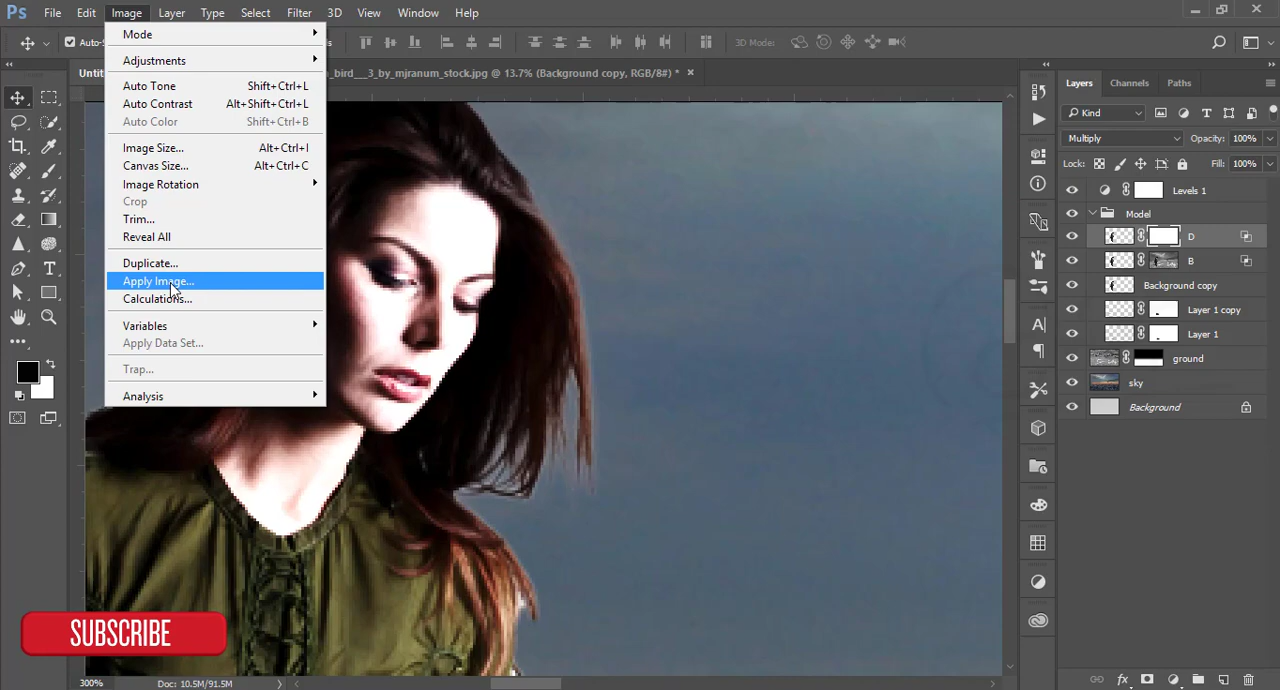 Ps File Edit Image Layer Type Select Filter 3D View Window Help
Auto-S
3D Mode:
Unti
_bird___3_by_mjranum_stock.jpg @ 13.7% (Background copy, RGB/8#) *
Mode
Adjustments
Auto Tone Shift+Ctrl+L
Auto Contrast Alt+Shift+Ctrl+L
Auto Color Shift+Ctrl+B
Image Size... Alt+Ctrl+I
Canvas Size... Alt+Ctrl+C
Image Rotation
Crop
Trim...
Reveal All
Duplicate...
Apply Image...
Calculations...
Variables
Apply Data Set...
Trap...
Analysis
Layers Channels Paths
Kind
Multiply Opacity: 100%
Lock: Fill: 100%
Levels 1
Model
D
B
Background copy
Layer 1 copy
Layer 1
ground
sky
Background
SUBSCRIBE
300% Doc: 10.5M/91.5M
fx